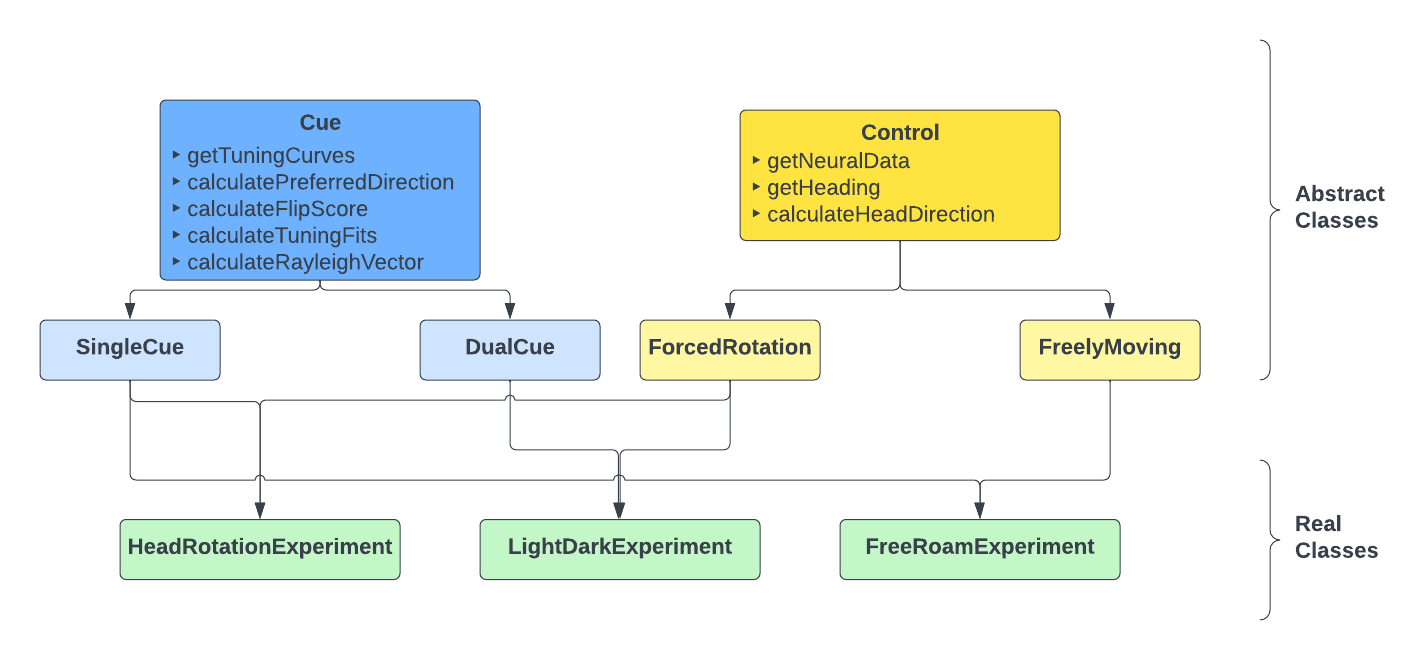 Cue
getTuningCurves
calculatePreferredDirection
calculateFlipScore
calculateTuningFits
calculateRayleighVector
Control
getNeuralData
getHeading
calculateHeadDirection
Abstract
Classes
SingleCue
DualCue
ForcedRotation
FreelyMoving
HeadRotationExperiment
LightDarkExperiment
FreeRoamExperiment
Real
Classes